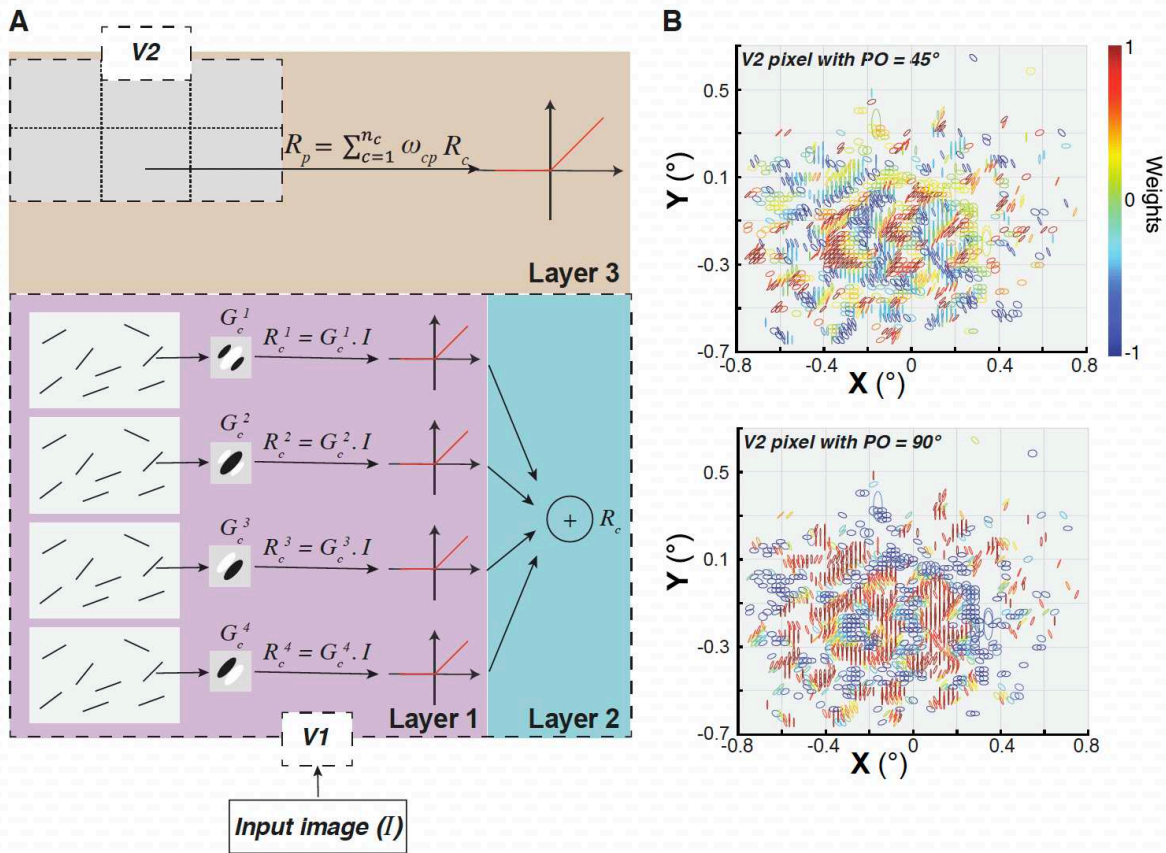 A
V2
R_p = ∑_{c=1}^{n_c} ω_{cp} R_c
Layer 3
G_c^1
R_c^1 = G_c^1 . I
G_c^2
R_c^2 = G_c^2 . I
G_c^3
R_c^3 = G_c^3 . I
G_c^4
R_c^4 = G_c^4 . I
+ R_c
Layer 1
Layer 2
V1
Input image (I)
B
V2 pixel with PO = 45°
0.5
0.1
-0.3
-0.7
Y (°)
-0.8 -0.4 0 0.4 0.8
X (°)
1
0
-1
Weights
V2 pixel with PO = 90°
0.5
0.1
-0.3
-0.7
Y (°)
-0.8 -0.4 0 0.4 0.8
X (°)